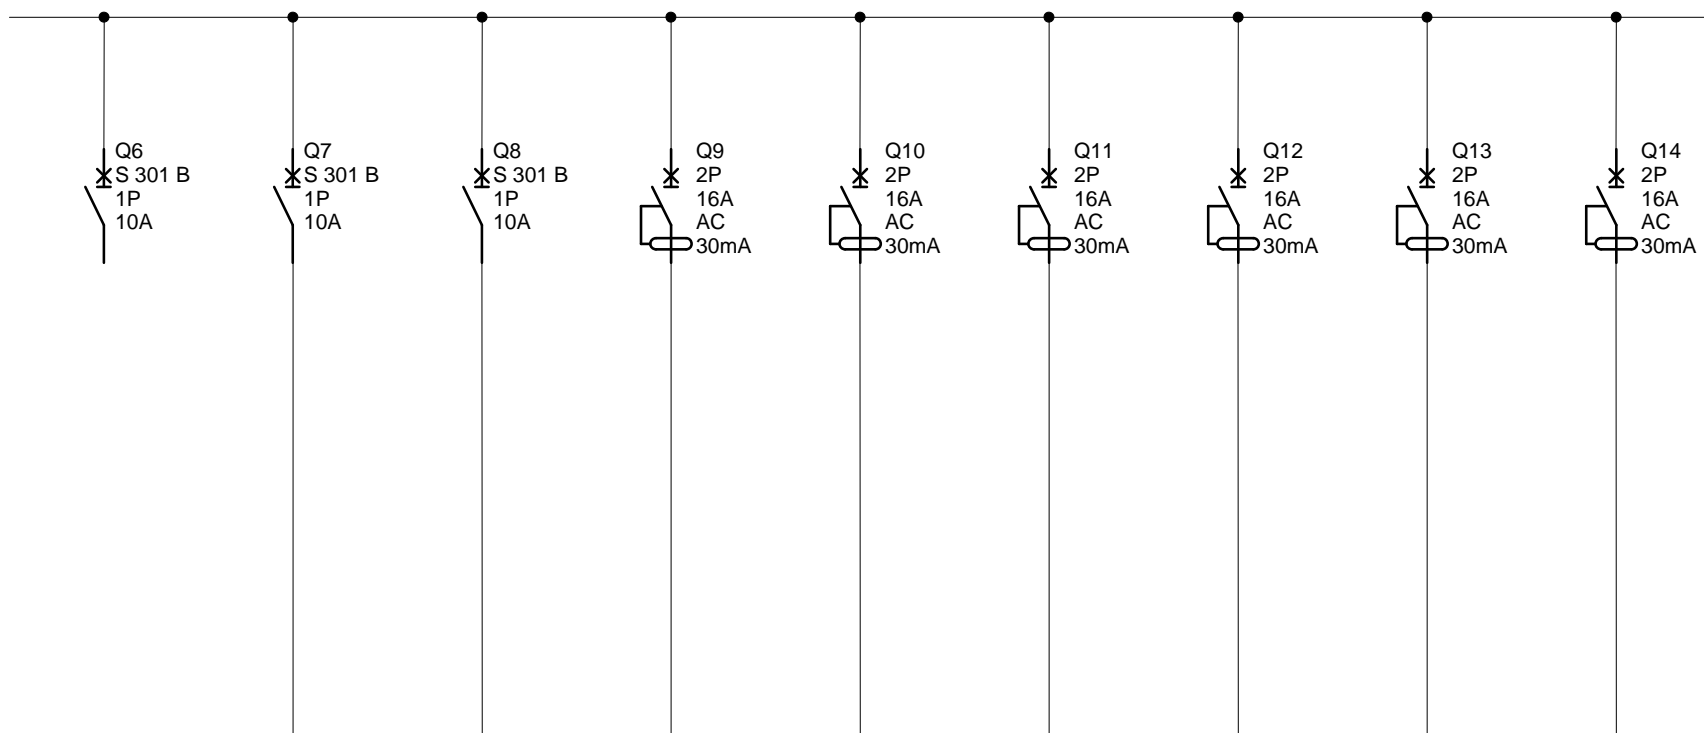 Q6
S 301 B
1P
10A
Q7
S 301 B
1P
10A
Q8
S 301 B
1P
10A
Q9
2P
16A
AC
30mA
Q10
2P
16A
AC
30mA
Q11
2P
16A
AC
30mA
Q12
2P
16A
AC
30mA
Q13
2P
16A
AC
30mA
Q14
2P
16A
AC
30mA